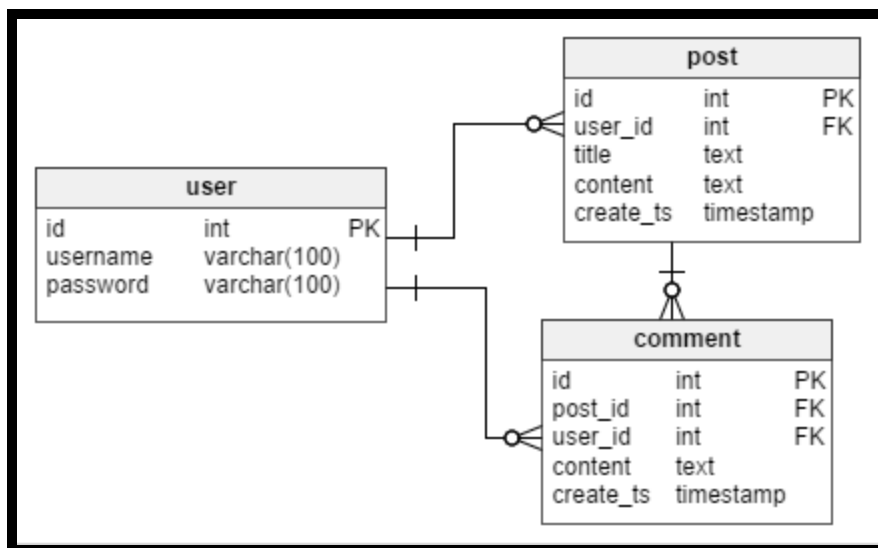 user
id int PK
username varchar(100)
password varchar(100)
post
id int PK
user_id int FK
title text
content text
create_ts timestamp
comment
id int PK
post_id int FK
user_id int FK
content text
create_ts timestamp